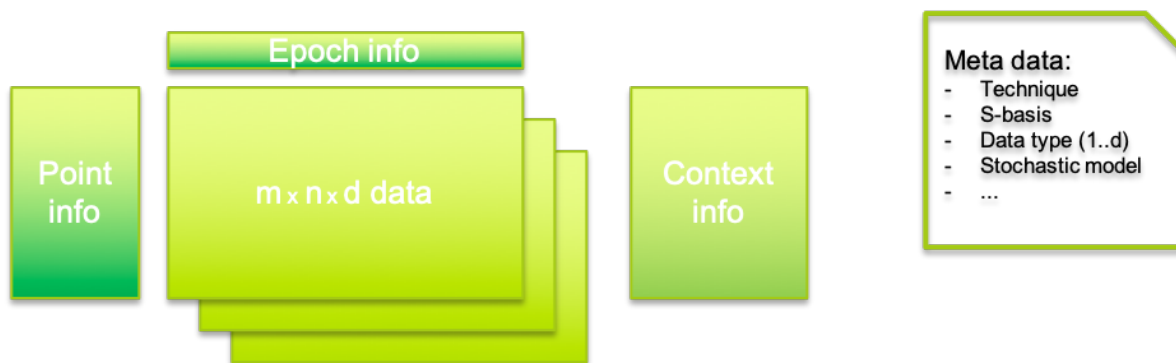 Epoch info
Point
info
m x n x d data
Context
info
Meta data:
- Technique
- S-basis
- Data type (1..d)
- Stochastic model
- ...